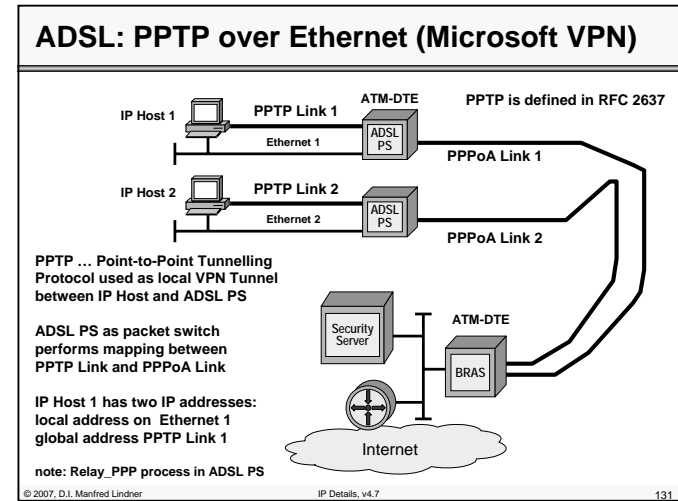 ADSL: PPTP over Ethernet (Microsoft VPN)
IP Host 1
PPTP Link 1
ATM-DTE
PPTP is defined in RFC 2637
Ethernet 1
ADSL
PS
PPPoA Link 1
IP Host 2
PPTP Link 2
Ethernet 2
ADSL
PS
PPPoA Link 2
PPTP … Point-to-Point Tunnelling
Protocol used as local VPN Tunnel
between IP Host and ADSL PS
ADSL PS as packet switch
performs mapping between
PPTP Link and PPPoA Link
IP Host 1 has two IP addresses:
local address on Ethernet 1
global address PPTP Link 1
note: Relay_PPP process in ADSL PS
Security
Server
ATM-DTE
BRAS
Internet
© 2007, D.I. Manfred Lindner
IP Details, v4.7
131